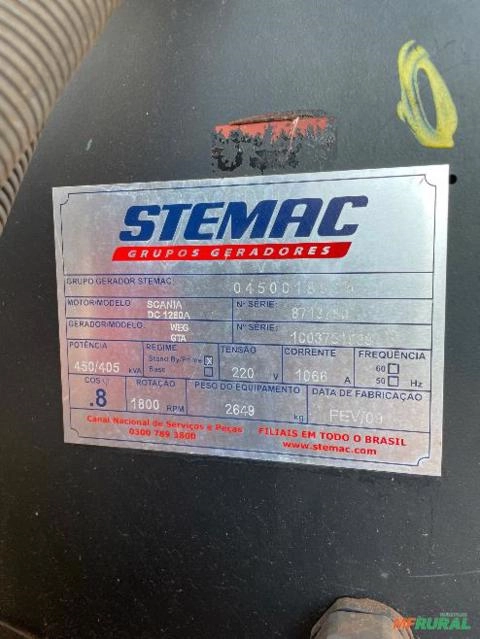 STEMAC
GRUPOS GERADORES
GRUPO GERADOR STEMAC:
MOTOR/MODELO SCANIA DC 1260A Nº SÉRIE:
GERADOR/MODELO: WEG GTA Nº SÉRIE:
POTÊNCIA REGIME TENSÃO CORRENTE FREQUÊNCIA
450/405 kVA Stand By/Prime Base 220 V 1066 A 60 50 Hz
COS ROTAÇÃO PESO DO EQUIPAMENTO DATA DE FABRICAÇÃO
.8 1800 RPM 2649 kg FEV/09
Canal Nacional de Serviços e Peças FILIAIS EM TODO O BRASIL
0300 789 3800 www.stemac.com
MFRURAL